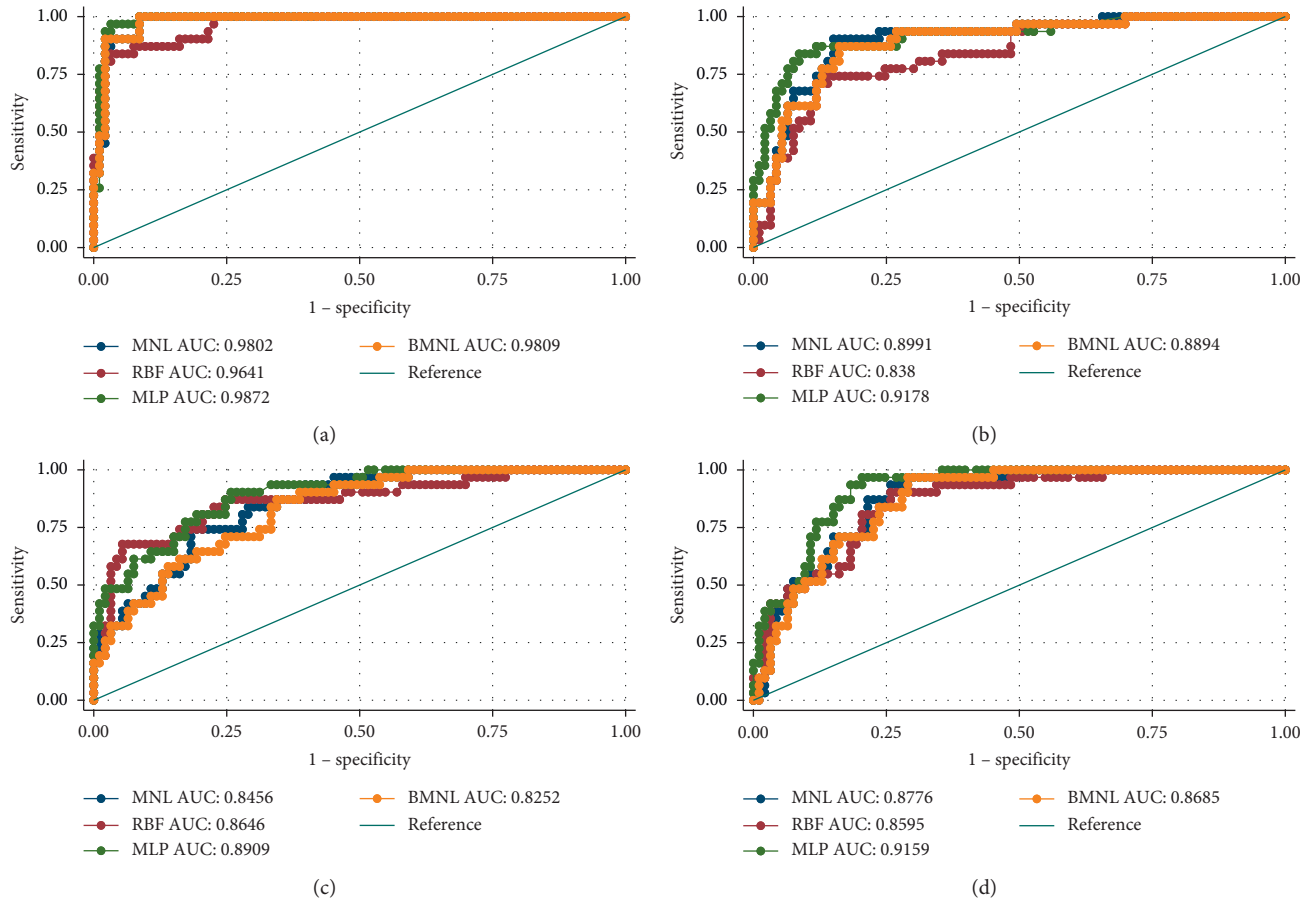 1.00
0.75
0.50
0.25
0.00
Sensitivity
0.00 0.25 0.50 0.75 1.00
1 – specificity
MNL AUC: 0.9802
RBF AUC: 0.9641
MLP AUC: 0.9872
BMNL AUC: 0.9809
Reference
(a)
1.00
0.75
0.50
0.25
0.00
Sensitivity
0.00 0.25 0.50 0.75 1.00
1 – specificity
MNL AUC: 0.8991
RBF AUC: 0.838
MLP AUC: 0.9178
BMNL AUC: 0.8894
Reference
(b)
1.00
0.75
0.50
0.25
0.00
Sensitivity
0.00 0.25 0.50 0.75 1.00
1 – specificity
MNL AUC: 0.8456
RBF AUC: 0.8646
MLP AUC: 0.8909
BMNL AUC: 0.8252
Reference
(c)
1.00
0.75
0.50
0.25
0.00
Sensitivity
0.00 0.25 0.50 0.75 1.00
1 – specificity
MNL AUC: 0.8776
RBF AUC: 0.8595
MLP AUC: 0.9159
BMNL AUC: 0.8685
Reference
(d)